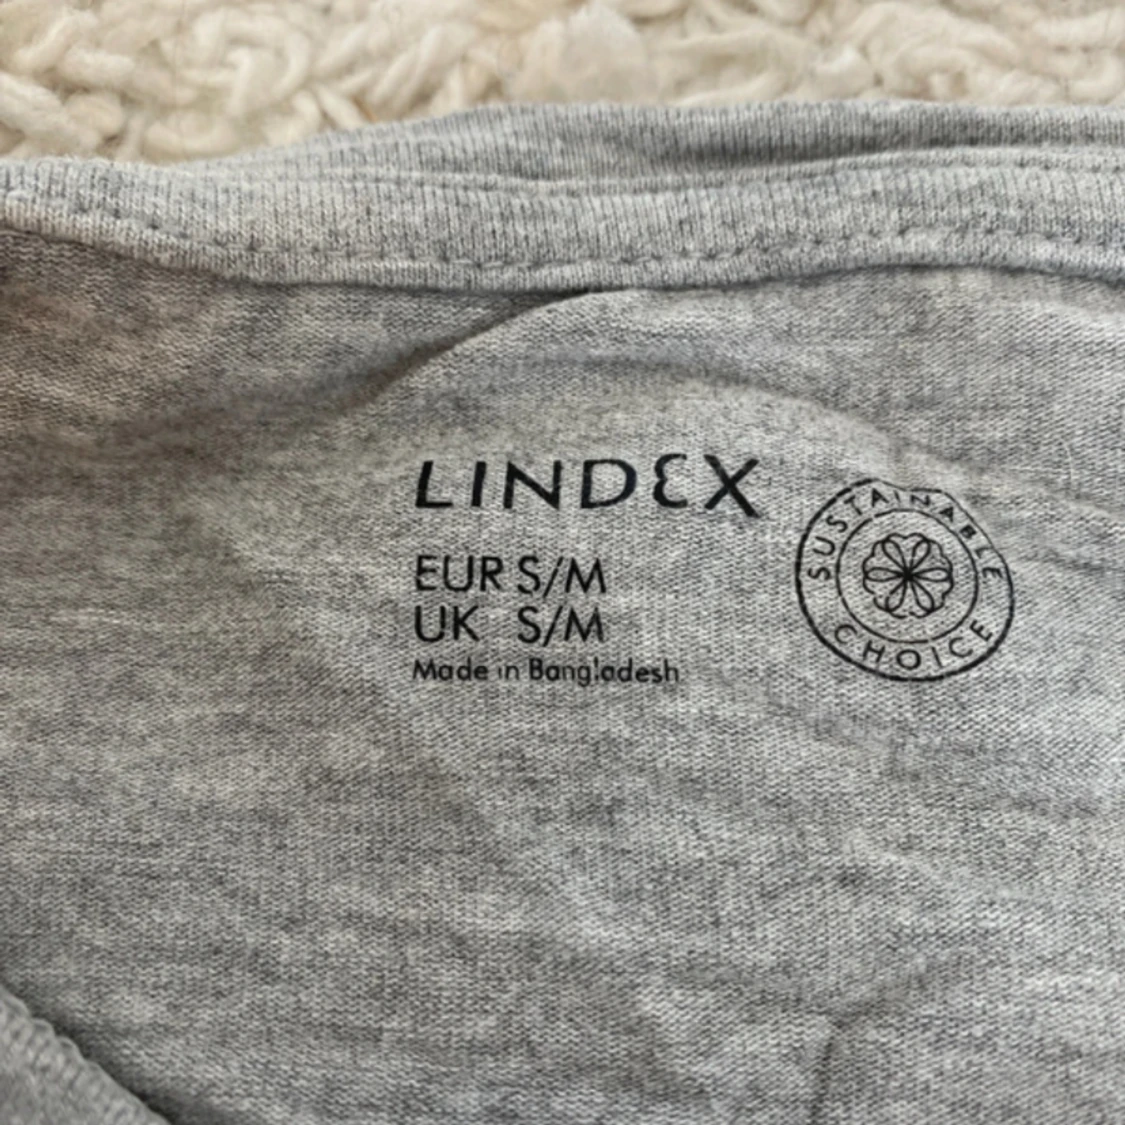 LINDEX
EUR S/M
UK S/M
Made in Bangladesh
SUSTAINABLE
CHOICE